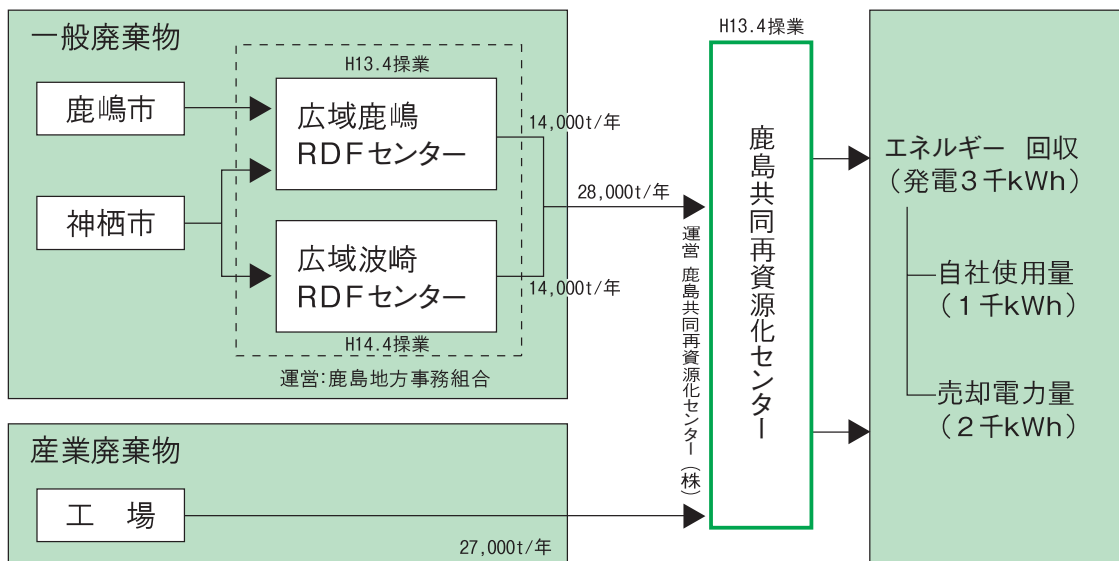 一般廃棄物
鹿嶋市
神栖市
H13.4操業
広域鹿嶋
RDFセンター
広域波崎
RDFセンター
H14.4操業
運営:鹿島地方事務組合
14,000t/年
28,000t/年
14,000t/年
産業廃棄物
工 場
27,000t/年
運営 鹿島共同再資源化センター(株)
H13.4操業
鹿島共同再資源化センター
エネルギー 回収
(発電3千kWh)
自社使用量
(1千kWh)
売却電力量
(2千kWh)